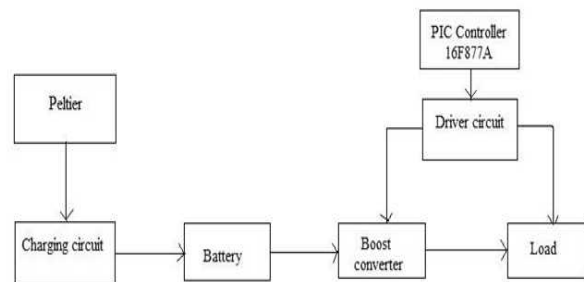 PIC Controller
16F877A
Peltier
Driver circuit
Charging circuit
Battery
Boost
converter
Load